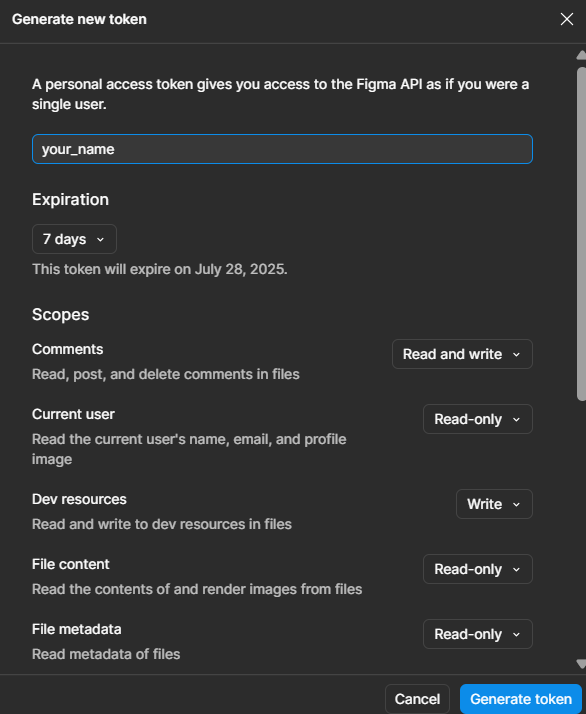 Generate new token
A personal access token gives you access to the Figma API as if you were a
single user.
your_name
Expiration
7 days
This token will expire on July 28, 2025.
Scopes
Comments
Read and write
Read, post, and delete comments in files
Current user
Read-only
Read the current user's name, email, and profile
image
Dev resources
Write
Read and write to dev resources in files
File content
Read-only
Read the contents of and render images from files
File metadata
Read-only
Read metadata of files
Cancel
Generate token